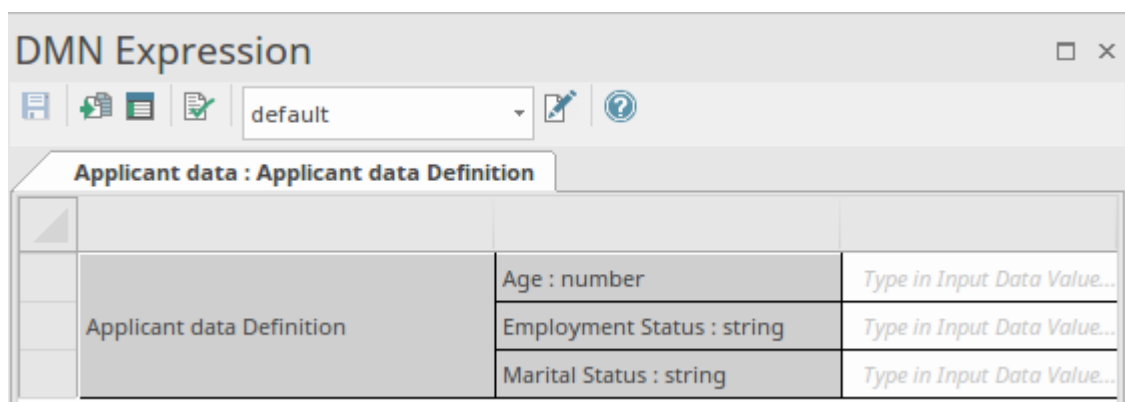 DMN Expression
default
Applicant data : Applicant data Definition
Age : number
Type in Input Data Value...
Applicant data Definition
Employment Status : string
Type in Input Data Value...
Marital Status : string
Type in Input Data Value...